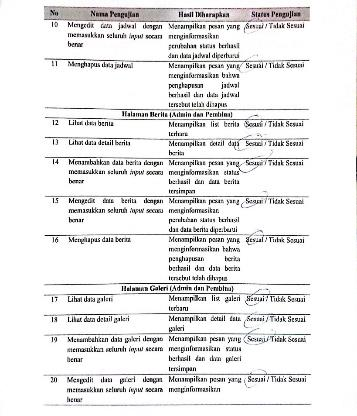 No Nama Pengujian Hasil Diharapkan Status Pengujian
10 Mengedit data jadwal dengan Menampilkan pesan yang Sesuai / Tidak Sesuai
memasukkan seluruh input secara menginformasikan
benar perubahan status berhasil
dan data jadwal diperbarui
11 Menghapus data jadwal Menampilkan pesan yang Sesuai / Tidak Sesuai
menginformasikan bahwa
penghapusan jadwal
berhasil dan data jadwal
tersebut telah dihapus
Halaman Berita (Admin dan Pembina)
12 Lihat data berita Menampilkan list berita Sesuai / Tidak Sesuai
terbaru
13 Lihat data detail berita Menampilkan detail data Sesuai / Tidak Sesuai
berita
14 Menambahkan data berita dengan Menampilkan pesan yang Sesuai / Tidak Sesuai
memasukkan seluruh input secara menginformasikan status
benar berhasil dan data berita
tersimpan
15 Mengedit data berita dengan Menampilkan pesan yang Sesuai / Tidak Sesuai
memasukkan seluruh input secara menginformasikan
benar perubahan status berhasil
dan data berita diperbarui
16 Menghapus data berita Menampilkan pesan yang Sesuai / Tidak Sesuai
menginformasikan bahwa
penghapusan berita
berhasil dan data berita
tersebut telah dihapus
Halaman Galeri (Admin dan Pembina)
17 Lihat data galeri Menampilkan list galeri Sesuai / Tidak Sesuai
terbaru
18 Lihat data detail galeri Menampilkan detail data Sesuai / Tidak Sesuai
galeri
19 Menambahkan data galeri dengan Menampilkan pesan yang Sesuai / Tidak Sesuai
memasukkan seluruh input secara menginformasikan status
benar berhasil dan data galeri
tersimpan
20 Mengedit data galeri dengan Menampilkan pesan yang Sesuai / Tidak Sesuai
memasukkan seluruh input secara menginformasikan
benar